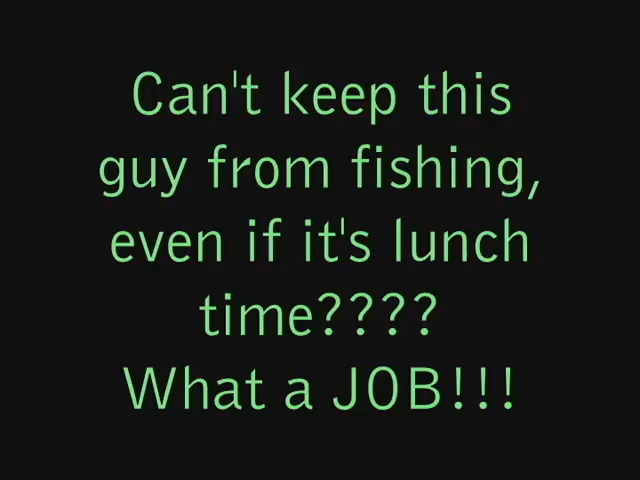 Can't keep this
guy from fishing,
even if it's lunch
time????
What a JOB!!!